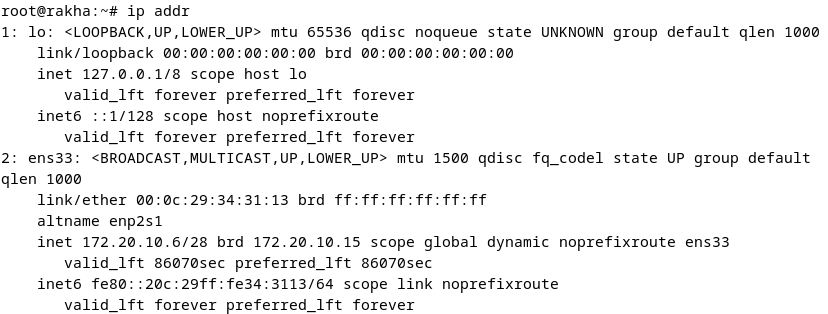 root@rakha:~# ip addr
1: lo: <LOOPBACK,UP,LOWER_UP> mtu 65536 qdisc noqueue state UNKNOWN group default qlen 1000
    link/loopback 00:00:00:00:00:00 brd 00:00:00:00:00:00
    inet 127.0.0.1/8 scope host lo
       valid_lft forever preferred_lft forever
    inet6 ::1/128 scope host noprefixroute
       valid_lft forever preferred_lft forever
2: ens33: <BROADCAST,MULTICAST,UP,LOWER_UP> mtu 1500 qdisc fq_codel state UP group default
qlen 1000
    link/ether 00:0c:29:34:31:13 brd ff:ff:ff:ff:ff:ff
    altname enp2s1
    inet 172.20.10.6/28 brd 172.20.10.15 scope global dynamic noprefixroute ens33
       valid_lft 86070sec preferred_lft 86070sec
    inet6 fe80::20c:29ff:fe34:3113/64 scope link noprefixroute
       valid_lft forever preferred_lft forever